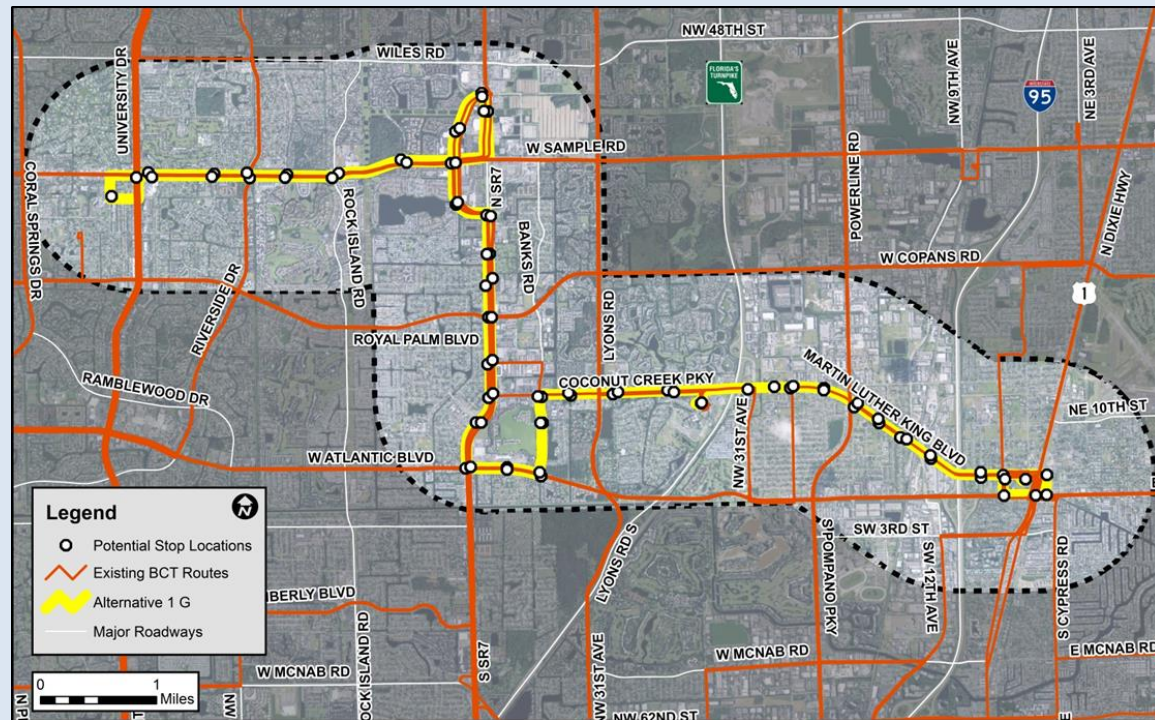 NW 48TH ST
WILES RD
UNIVERSITY DR
FLORIDA'S
TURNPIKE
NW 9TH AVE
INTERSTATE
95
NE 3RD AVE
W SAMPLE RD
CORAL SPRINGS DR
ROCK ISLAND RD
N SR7
BANKS RD
POWERLINE RD
N DIXIE HWY
W COPANS RD
1
RIVERSIDE DR
LYONS RD
ROYAL PALM BLVD
RAMBLEWOOD DR
COCONUT CREEK PKY
MARTIN LUTHER KING BLVD
NE 10TH ST
NW 31ST AVE
W ATLANTIC BLVD
Legend
N
Potential Stop Locations
Existing BCT Routes
Alternative 1 G
Major Roadways
SW 3RD ST
LYONS RD S
S POMPANO PKY
SW 12TH AVE
S CYPRESS RD
E
MBERLY BLVD
W MCNAB RD
ROCK ISLAND RD
S SR7
NW 31ST AVE
W MCNAB RD
E MCNAB RD
0 1
Miles
N PI
NW
NW 62ND ST
E